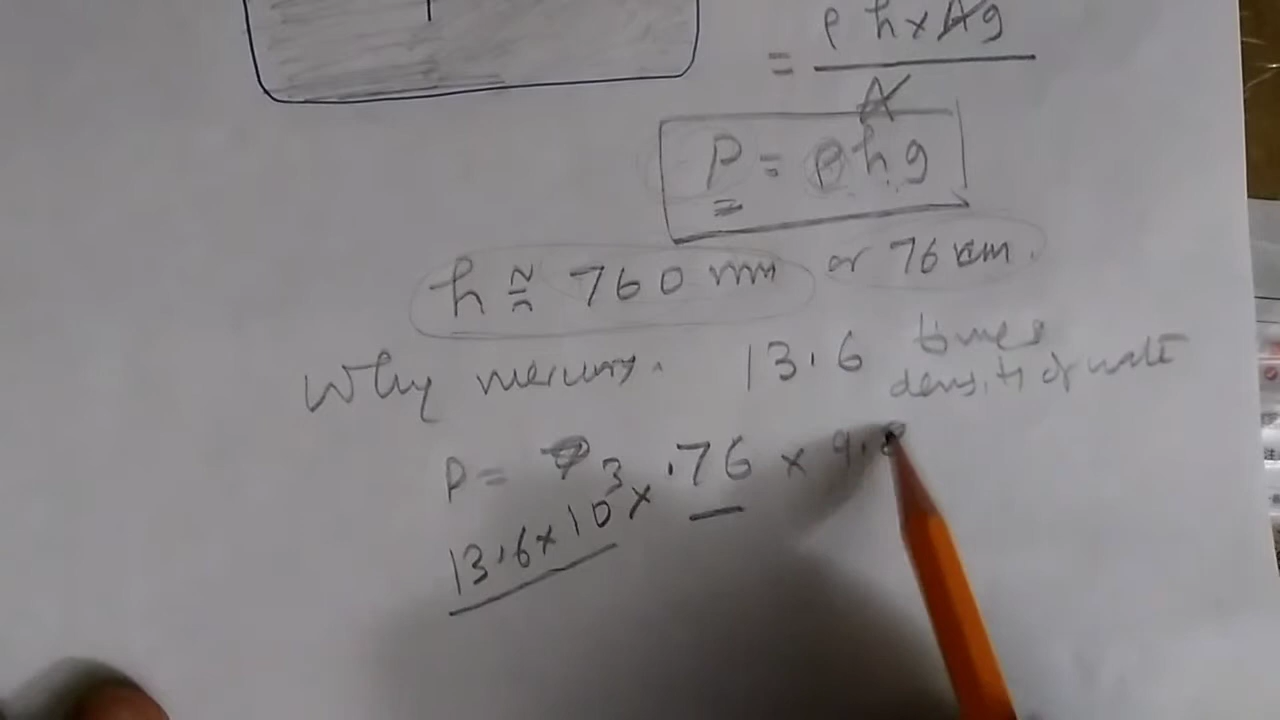 = ρ h x A g
A
P = ρ h g
h ≈ 760 mm or 76 cm.
Why mercury. 13.6 times
density of water
P = 13.6 x 10³ x .76 x 9.8